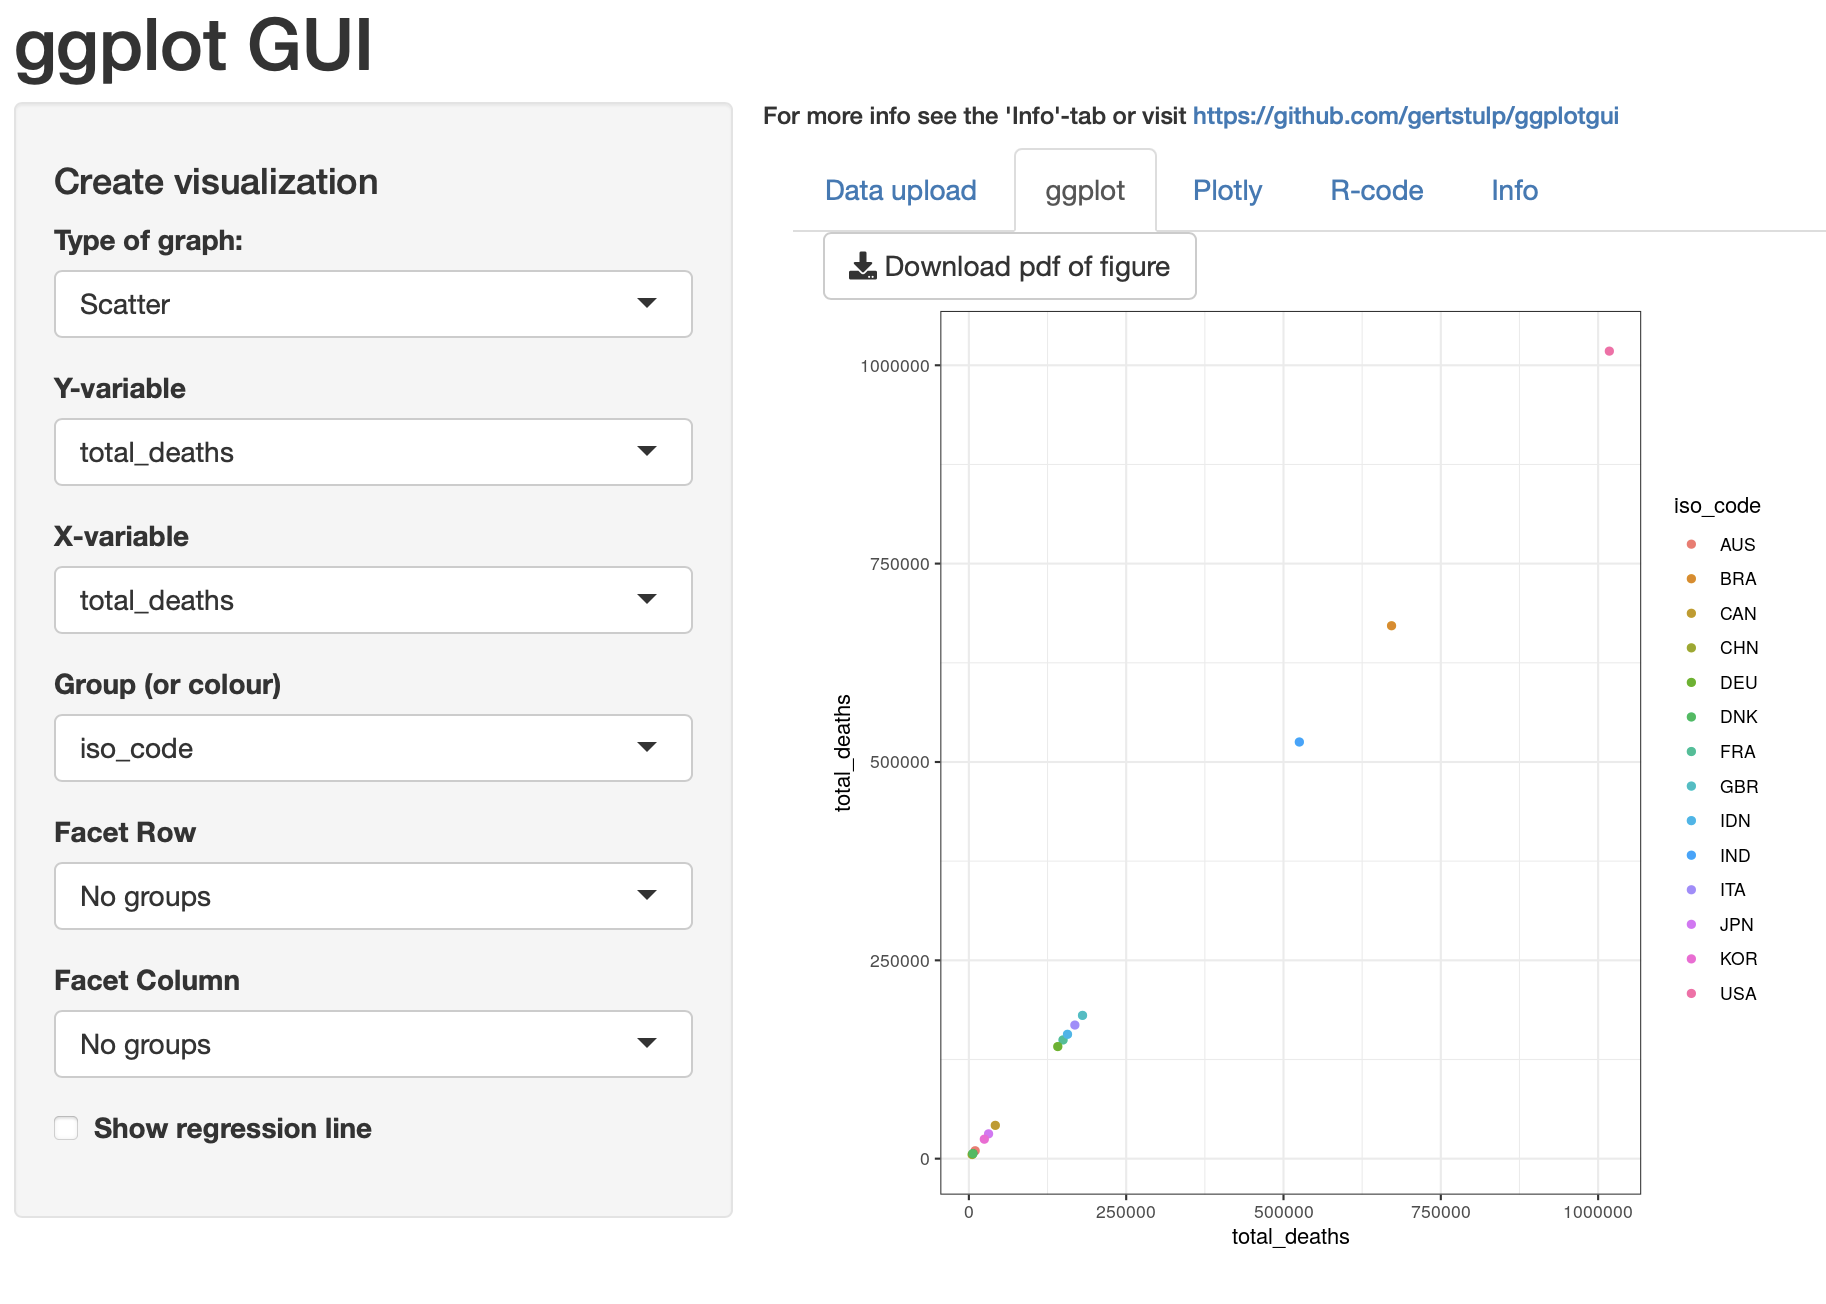 ggplot GUI
Create visualization
Type of graph:
Scatter
Y-variable
total_deaths
X-variable
total_deaths
Group (or colour)
iso_code
Facet Row
No groups
Facet Column
No groups
Show regression line
For more info see the 'Info'-tab or visit https://github.com/gertstulp/ggplotgui
Data upload ggplot Plotly R-code Info
Download pdf of figure
total_deaths
1000000
750000
500000
250000
0
0 250000 500000 750000 1000000
total_deaths
iso_code
AUS
BRA
CAN
CHN
DEU
DNK
FRA
GBR
IDN
IND
ITA
JPN
KOR
USA